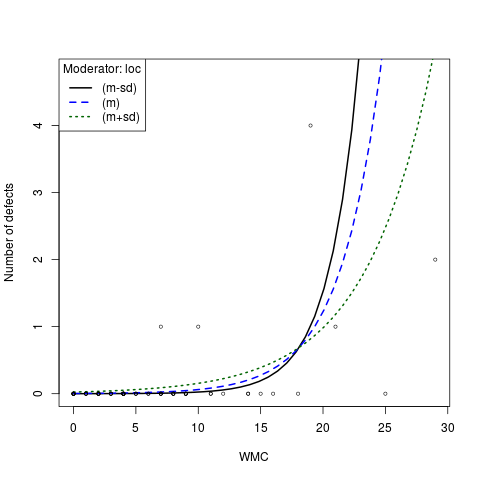 Moderator: loc
(m-sd)
(m)
(m+sd)
Number of defects
4
3
2
1
0
0 5 10 15 20 25 30
WMC